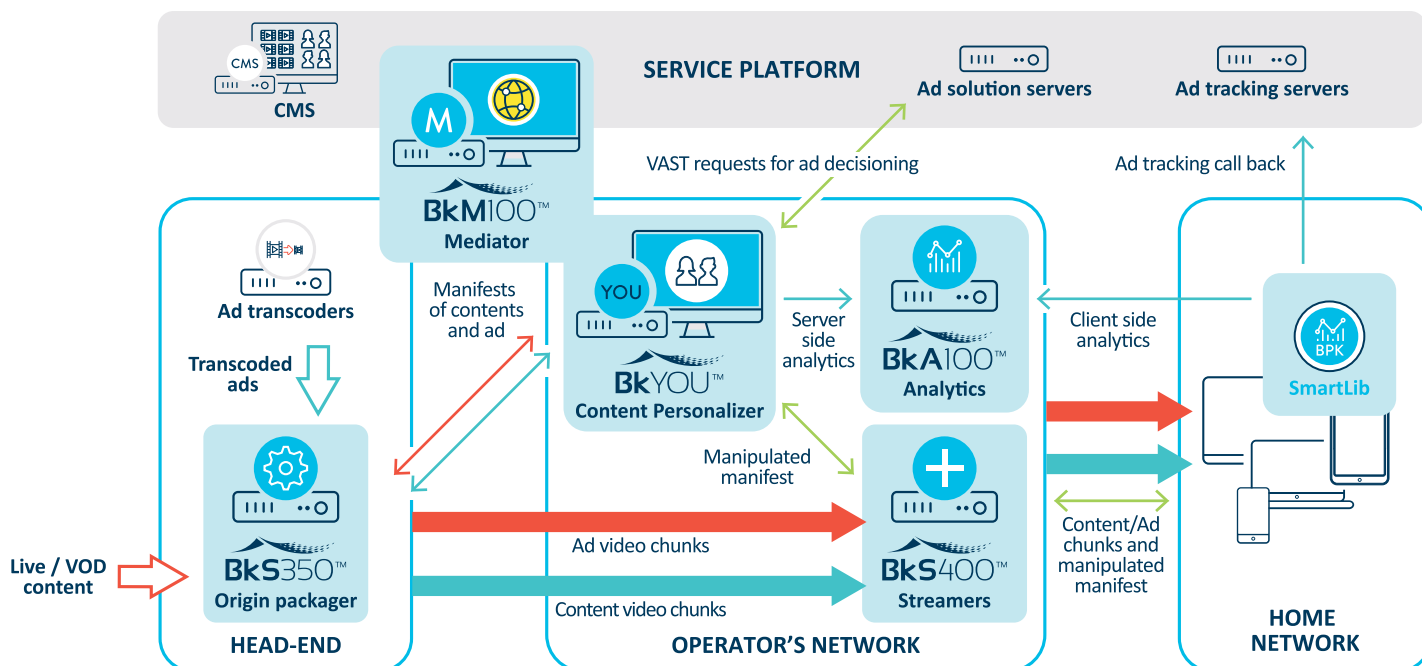 CMS
CMS
SERVICE PLATFORM
Ad solution servers
Ad tracking servers
M
BkM100™
Mediator
VAST requests for ad decisioning
Ad tracking call back
Ad transcoders
Transcoded
ads
Manifests
of contents
and ad
YOU
BkYOU™
Content Personalizer
Server
side
analytics
BkA100™
Analytics
Client side
analytics
BPK
SmartLib
Manipulated
manifest
Live / VOD
content
BkS350™
Origin packager
Ad video chunks
Content video chunks
BkS400™
Streamers
Content/Ad
chunks and
manipulated
manifest
HEAD-END
OPERATOR’S NETWORK
HOME
NETWORK